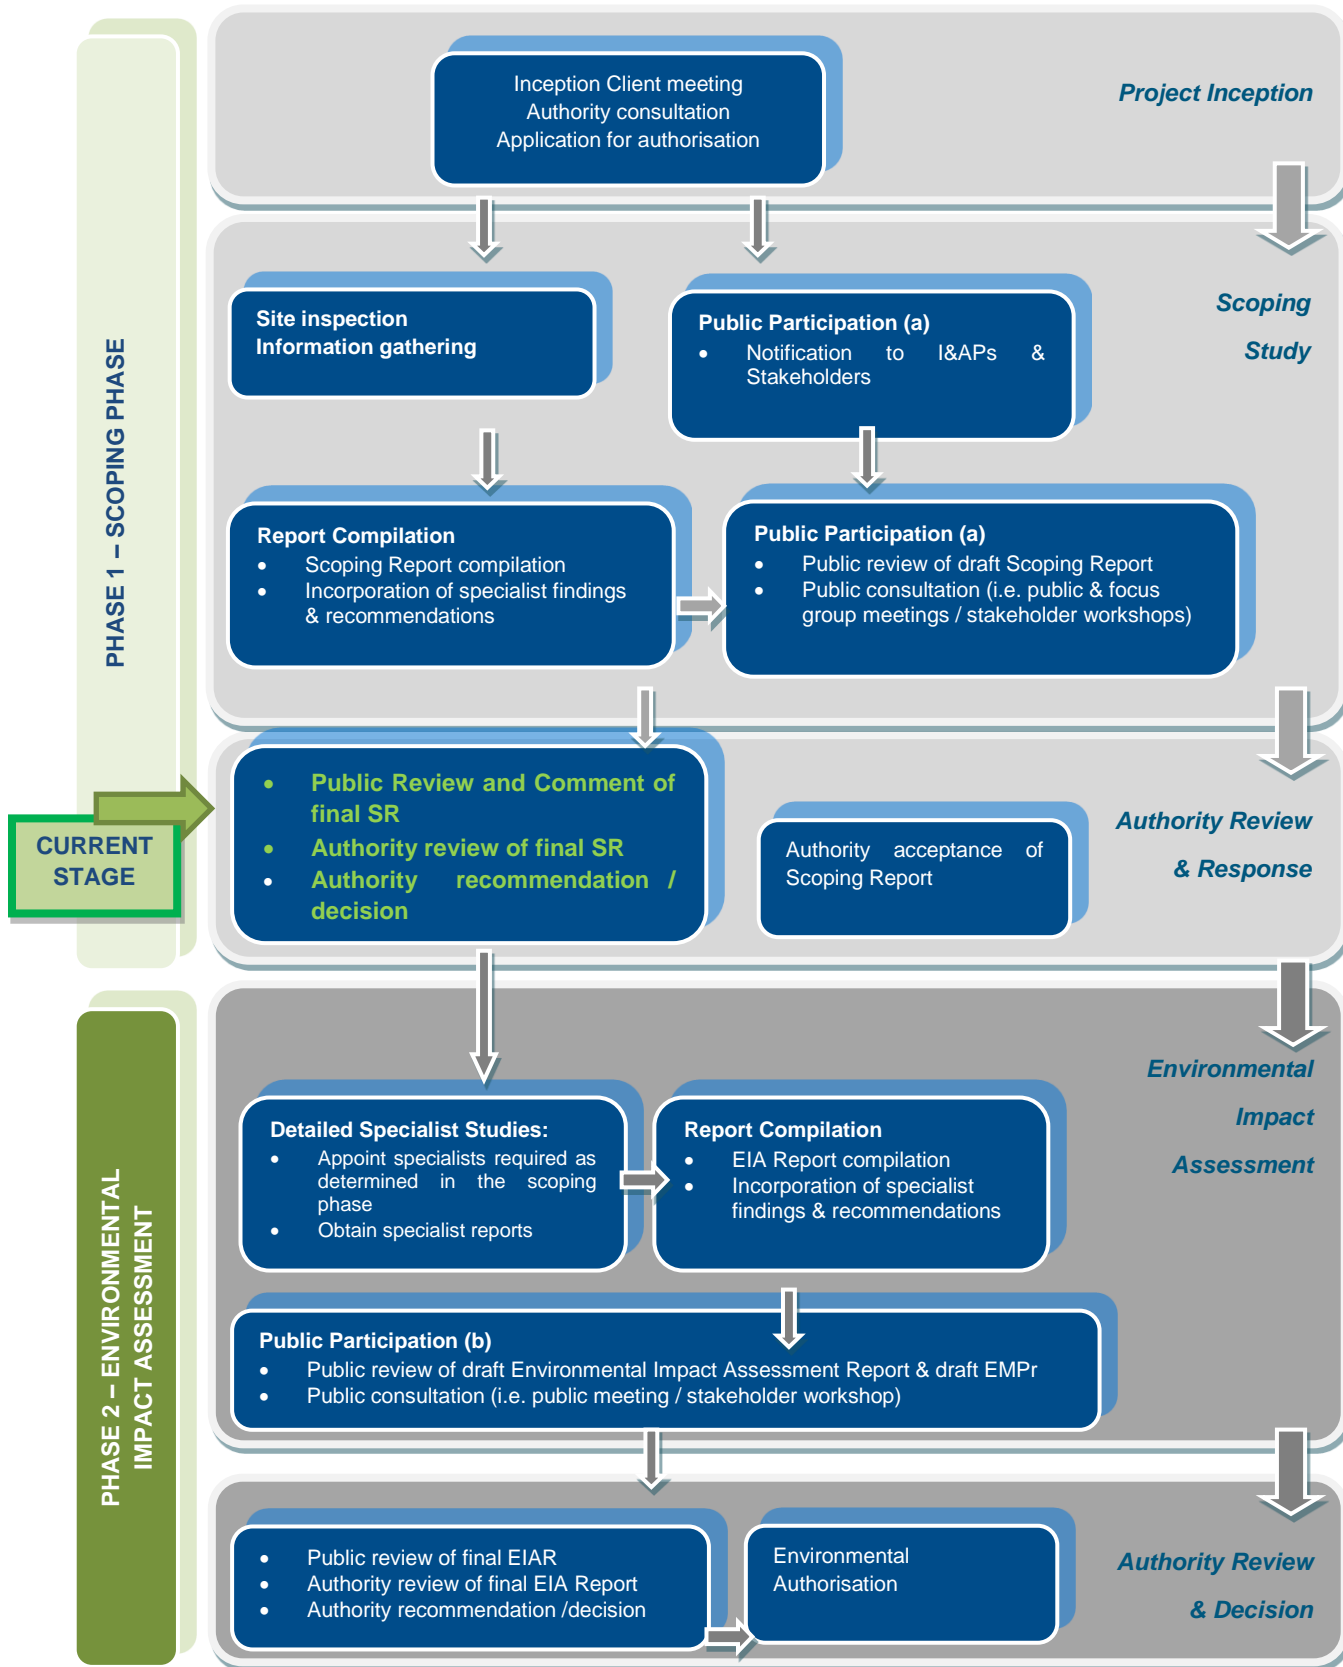 Inception Client meeting
Authority consultation
Application for authorisation
Project Inception
PHASE 1 – SCOPING PHASE
Site inspection
Information gathering
Public Participation (a)
• Notification to I&APs &
Stakeholders
Scoping
Study
Report Compilation
• Scoping Report compilation
• Incorporation of specialist findings
& recommendations
Public Participation (a)
• Public review of draft Scoping Report
• Public consultation (i.e. public & focus
group meetings / stakeholder workshops)
CURRENT
STAGE
• Public Review and Comment of
final SR
• Authority review of final SR
• Authority recommendation /
decision
Authority acceptance of
Scoping Report
Authority Review
& Response
PHASE 2 – ENVIRONMENTAL
IMPACT ASSESSMENT
Detailed Specialist Studies:
• Appoint specialists required as
determined in the scoping
phase
• Obtain specialist reports
Report Compilation
• EIA Report compilation
• Incorporation of specialist
findings & recommendations
Environmental
Impact
Assessment
Public Participation (b)
• Public review of draft Environmental Impact Assessment Report & draft EMPr
• Public consultation (i.e. public meeting / stakeholder workshop)
• Public review of final EIAR
• Authority review of final EIA Report
• Authority recommendation /decision
Environmental
Authorisation
Authority Review
& Decision